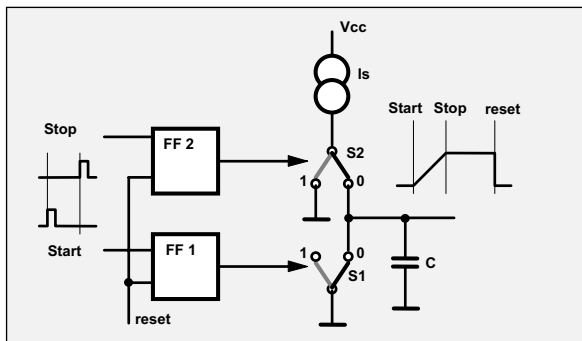 Vcc
Is
Start Stop reset
Stop
FF 2
S2
1 0
Start
FF 1
1 0
S1
C
reset